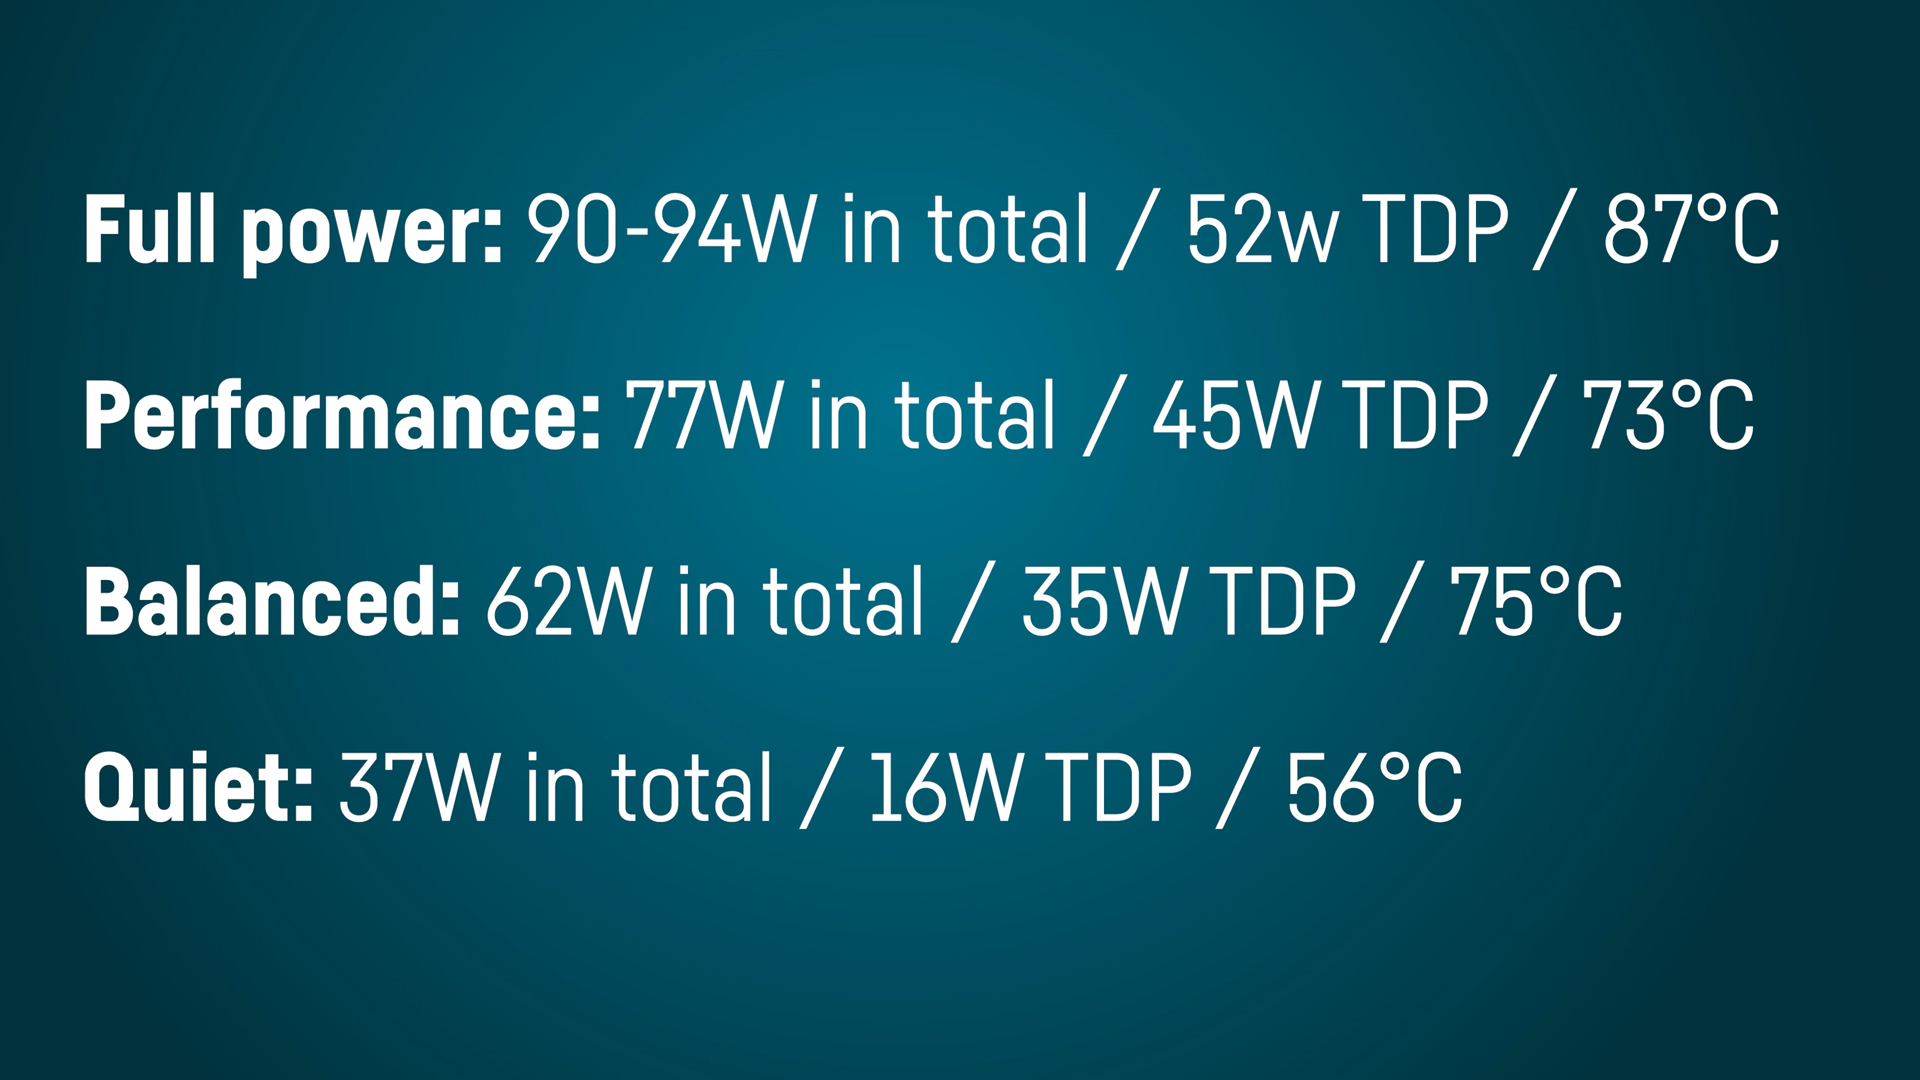 Full power: 90-94W in total / 52w TDP / 87°C
Performance: 77W in total / 45W TDP / 73°C
Balanced: 62W in total / 35W TDP / 75°C
Quiet: 37W in total / 16W TDP / 56°C